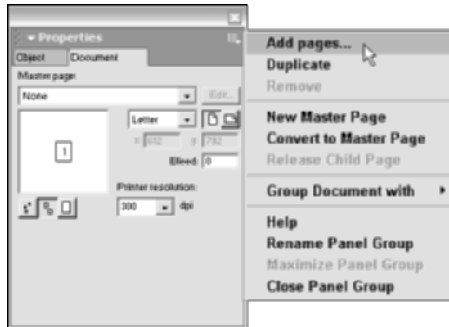 Properties
Object Document
Master page:
None Edit...
Letter
x: 612 y: 792
1
Bleed: 0
Printer resolution:
300 dpi
Add pages...
Duplicate
Remove
New Master Page
Convert to Master Page
Release Child Page
Group Document with
Help
Rename Panel Group
Maximize Panel Group
Close Panel Group